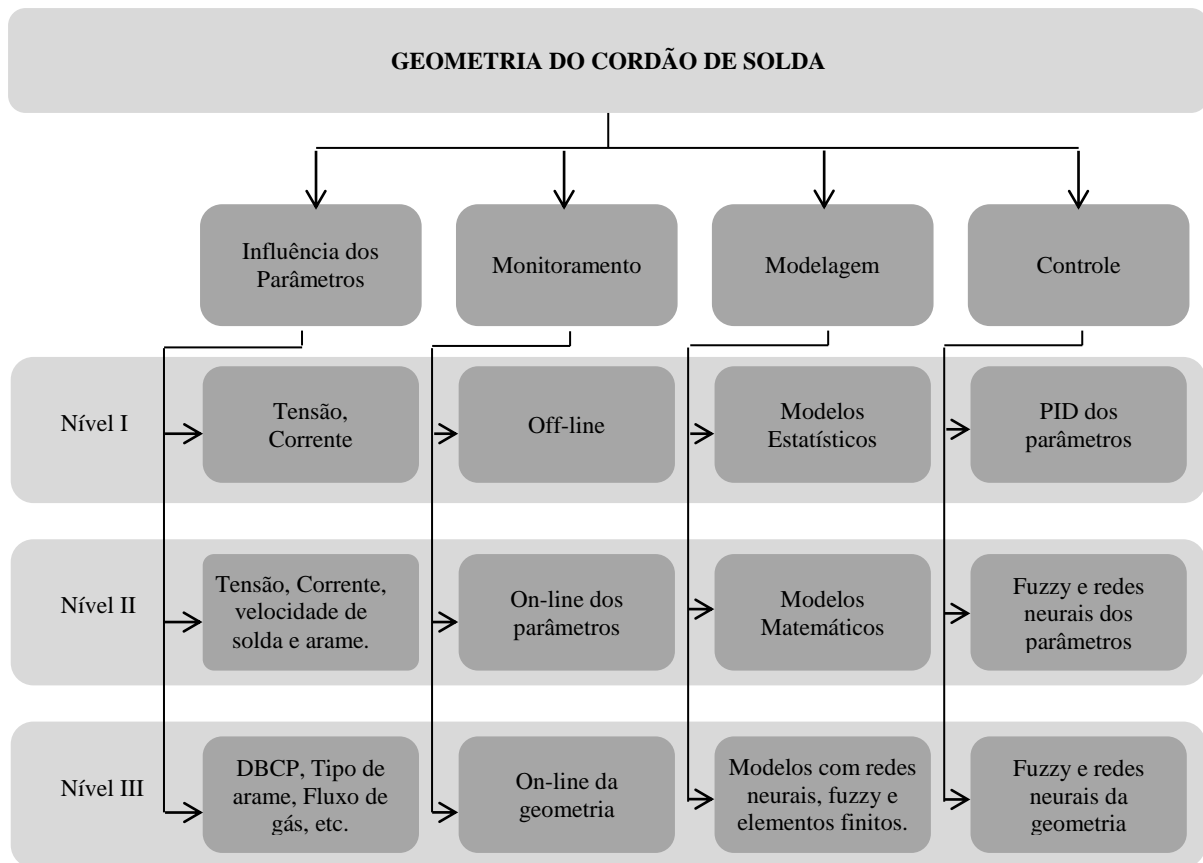 GEOMETRIA DO CORDÃO DE SOLDA
Influência dos
Parâmetros
Monitoramento
Modelagem
Controle
Nível I
Tensão,
Corrente
Off-line
Modelos
Estatísticos
PID dos
parâmetros
Nível II
Tensão, Corrente,
velocidade de
solda e arame.
On-line dos
parâmetros
Modelos
Matemáticos
Fuzzy e redes
neurais dos
parâmetros
Nível III
DBCP, Tipo de
arame, Fluxo de
gás, etc.
On-line da
geometria
Modelos com redes
neurais, fuzzy e
elementos finitos.
Fuzzy e redes
neurais da
geometria